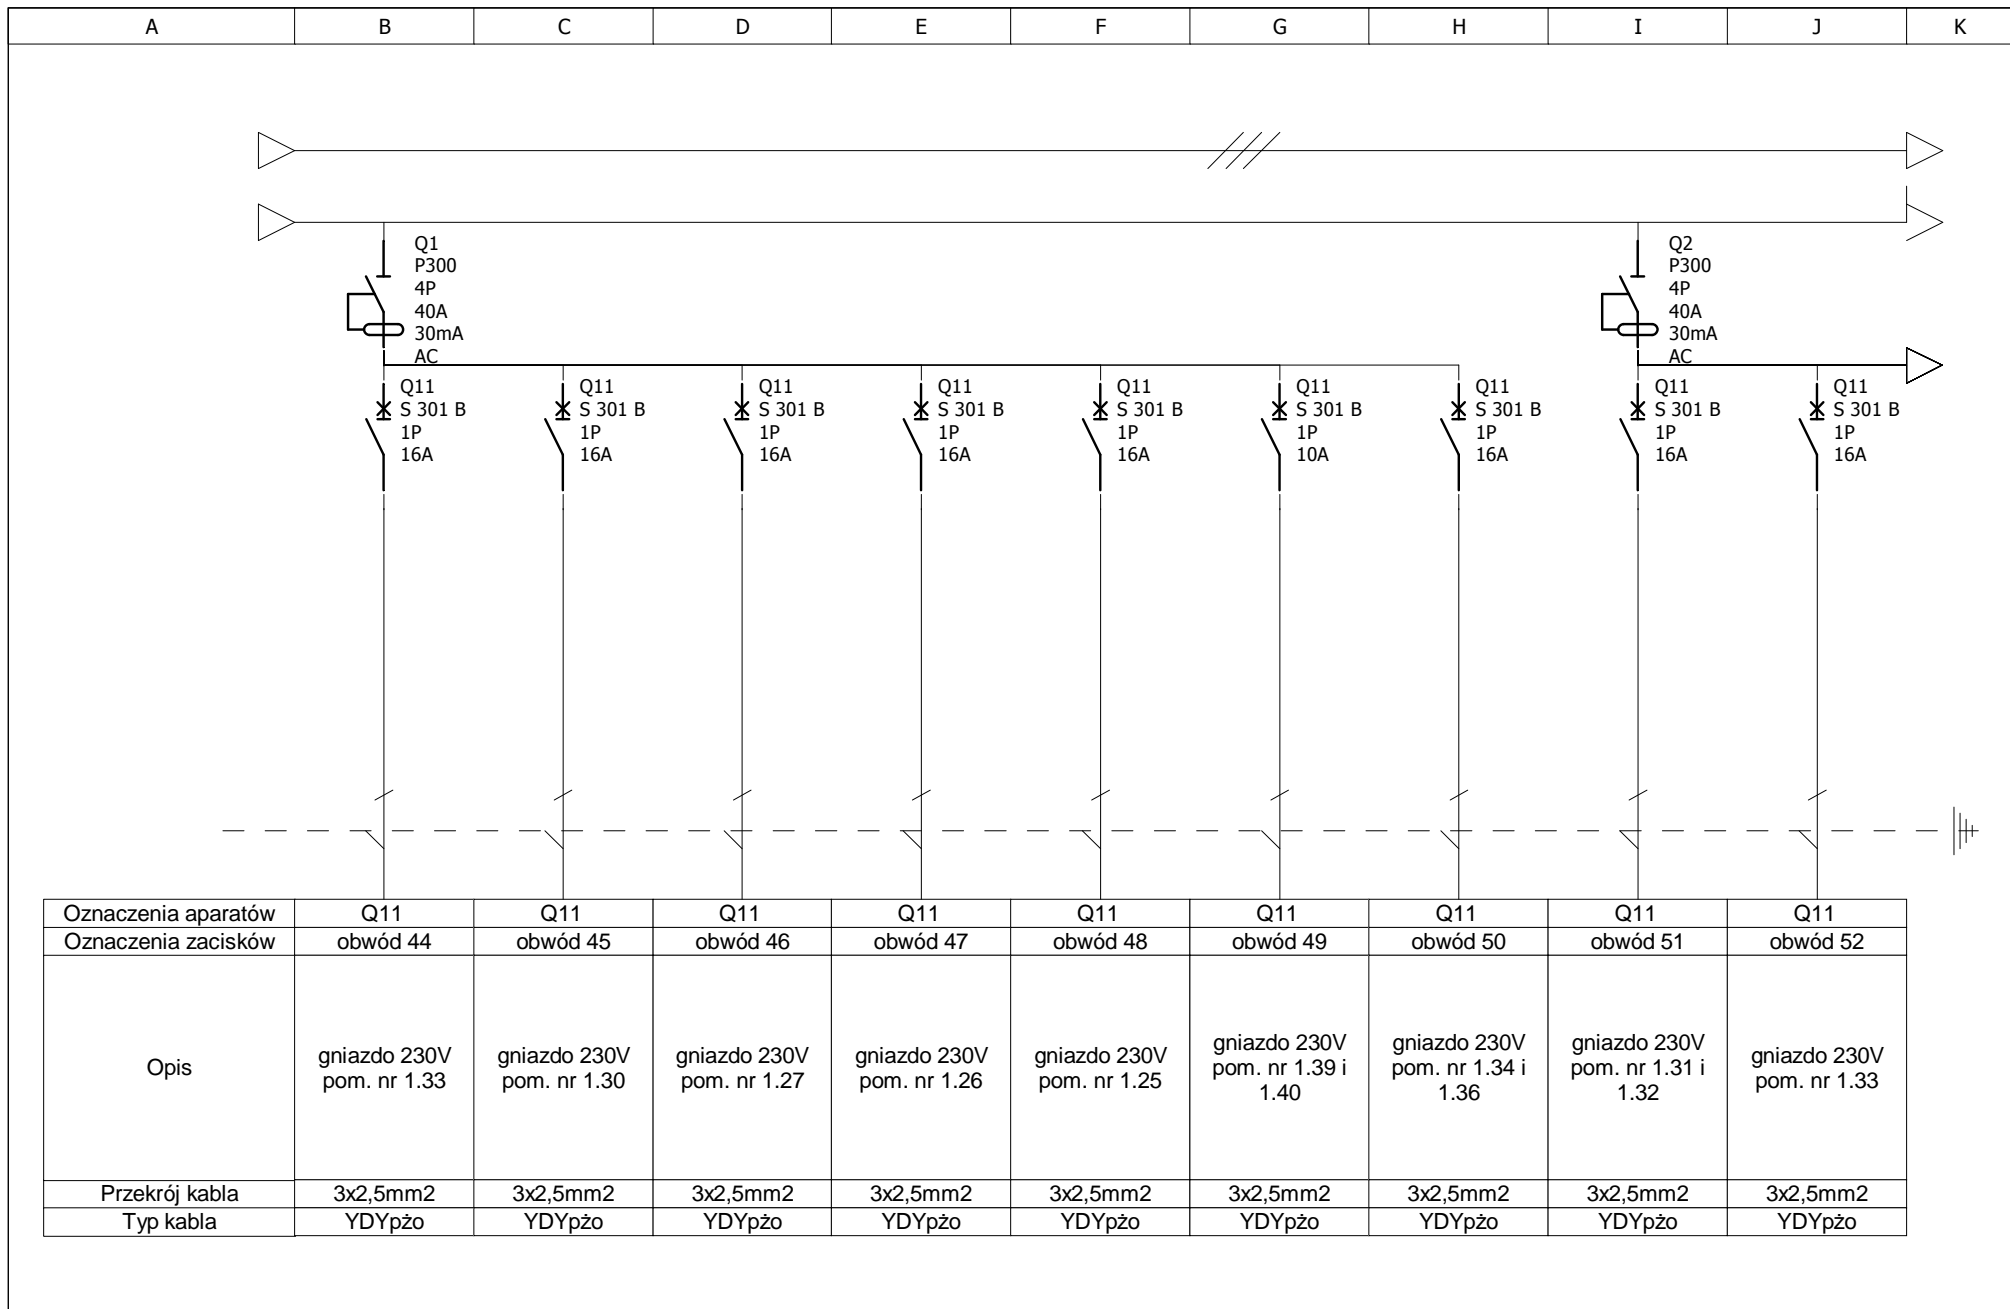 A B C D E F G H I J K
Q1
P300
4P
40A
30mA
AC
Q2
P300
4P
40A
30mA
AC
Q11
S 301 B
1P
16A
Q11
S 301 B
1P
16A
Q11
S 301 B
1P
16A
Q11
S 301 B
1P
16A
Q11
S 301 B
1P
16A
Q11
S 301 B
1P
10A
Q11
S 301 B
1P
16A
Q11
S 301 B
1P
16A
Q11
S 301 B
1P
16A
Oznaczenia aparatów Q11 Q11 Q11 Q11 Q11 Q11 Q11 Q11 Q11
Oznaczenia zacisków obwód 44 obwód 45 obwód 46 obwód 47 obwód 48 obwód 49 obwód 50 obwód 51 obwód 52
Opis
gniazdo 230V
pom. nr 1.33
gniazdo 230V
pom. nr 1.30
gniazdo 230V
pom. nr 1.27
gniazdo 230V
pom. nr 1.26
gniazdo 230V
pom. nr 1.25
gniazdo 230V
pom. nr 1.39 i
1.40
gniazdo 230V
pom. nr 1.34 i
1.36
gniazdo 230V
pom. nr 1.31 i
1.32
gniazdo 230V
pom. nr 1.33
Przekrój kabla 3x2,5mm2 3x2,5mm2 3x2,5mm2 3x2,5mm2 3x2,5mm2 3x2,5mm2 3x2,5mm2 3x2,5mm2 3x2,5mm2
Typ kabla YDYpżo YDYpżo YDYpżo YDYpżo YDYpżo YDYpżo YDYpżo YDYpżo YDYpżo